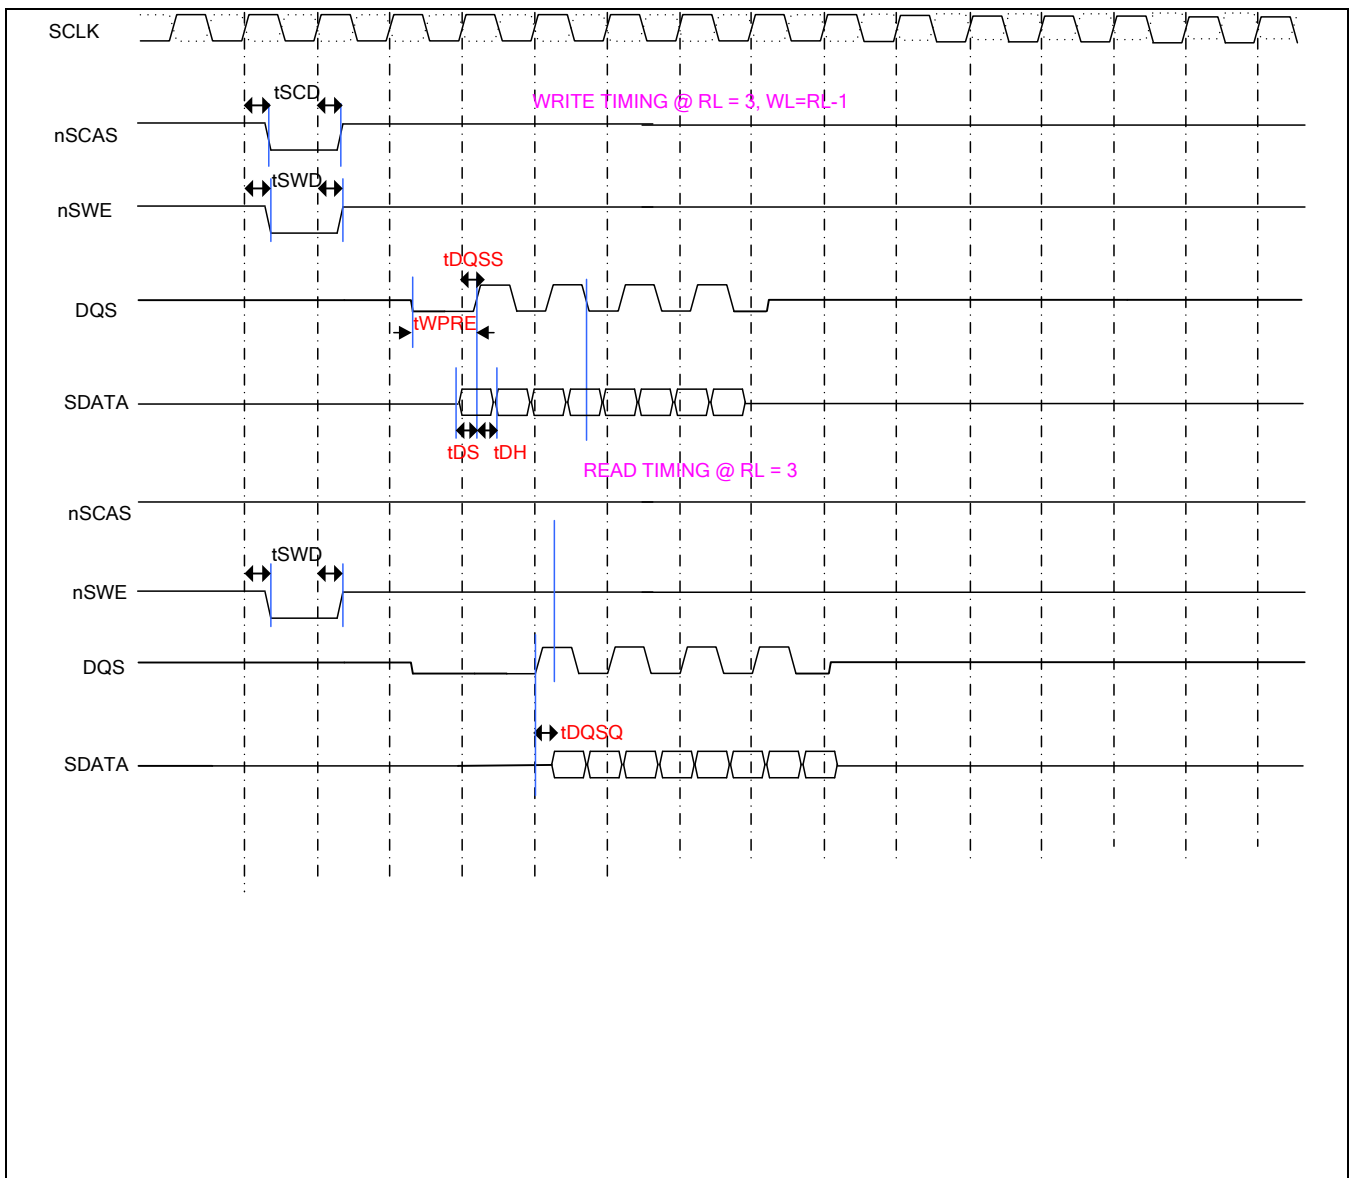 SCLK
tSCD
WRITE TIMING @ RL = 3, WL=RL-1
nSCAS
tSWD
nSWE
tDQSS
DQS
tWPRE
SDATA
tDS tDH
READ TIMING @ RL = 3
nSCAS
tSWD
nSWE
DQS
tDQSQ
SDATA